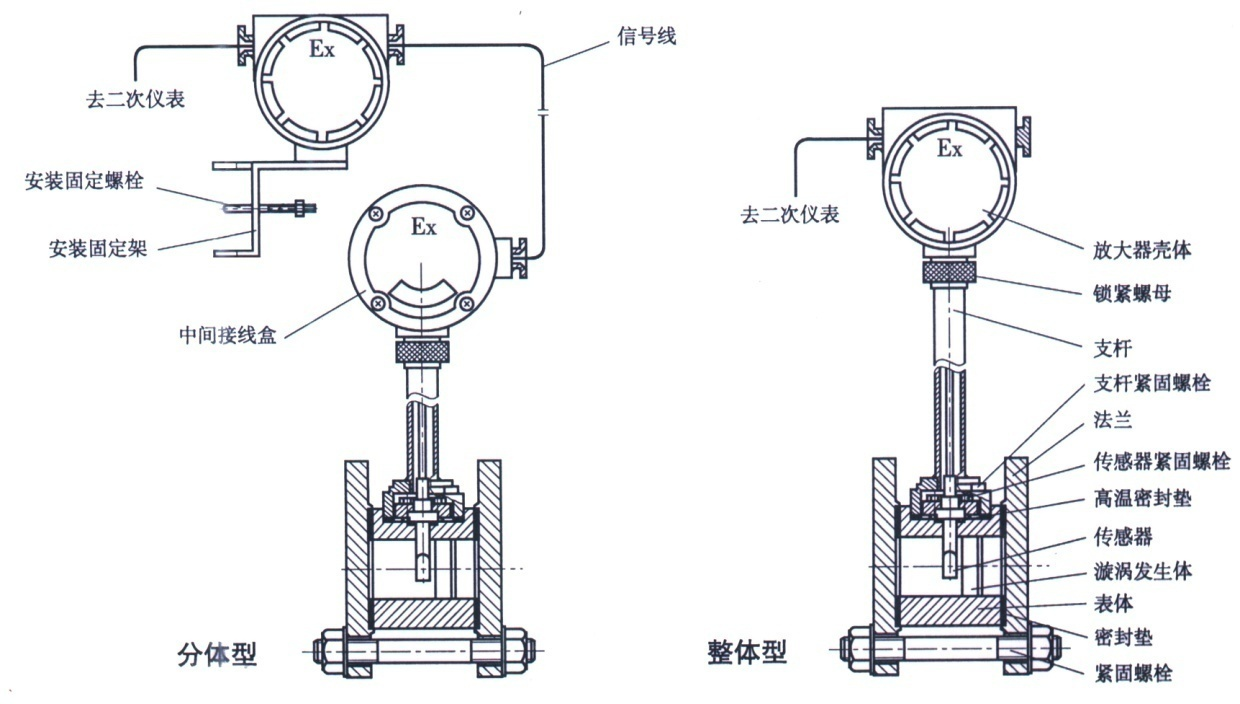 Ex
信号线
去二次仪表
安装固定螺栓
安装固定架
Ex
中间接线盒
分体型
Ex
去二次仪表
放大器壳体
锁紧螺母
支杆
支杆紧固螺栓
法兰
传感器紧固螺栓
高温密封垫
传感器
漩涡发生体
表体
密封垫
紧固螺栓
整体型